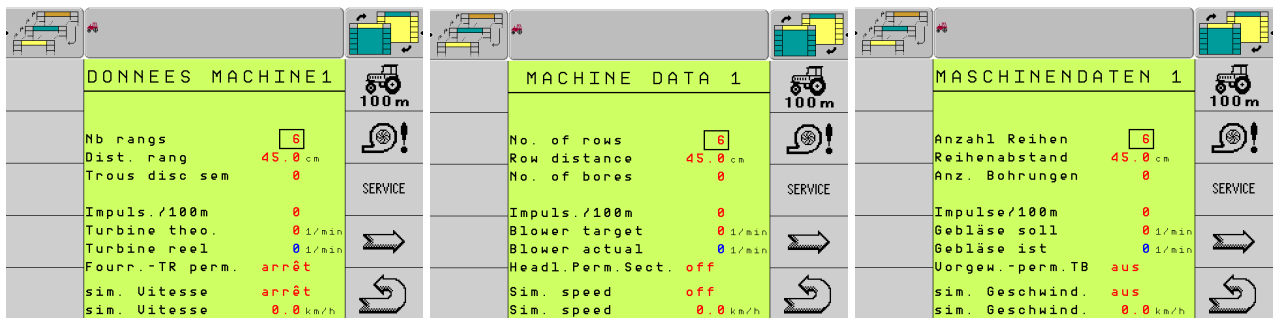 DONNEES MACHINE1
100m
Nb rangs 6
Dist. rang 45.0 cm
Trous disc sem 0
SERVICE
Impuls./100m 0
Turbine theo. 0 1/min
Turbine reel 0 1/min
Fourr.-TR perm. arrêt
sim. Vitesse arrêt
sim. Vitesse 0.0 km/h
MACHINE DATA 1
100m
No. of rows 6
Row distance 45.0 cm
No. of bores 0
SERVICE
Impuls./100m 0
Blower target 0 1/min
Blower actual 0 1/min
Headl.Perm.Sect. off
Sim. speed off
Sim. speed 0.0 km/h
MASCHINENDATEN 1
100m
Anzahl Reihen 6
Reihenabstand 45.0 cm
Anz. Bohrungen 0
SERVICE
Impulse/100m 0
Gebläse soll 0 1/min
Gebläse ist 0 1/min
Vorgew.-perm.TB aus
sim. Geschwind. aus
sim. Geschwind. 0.0 km/h